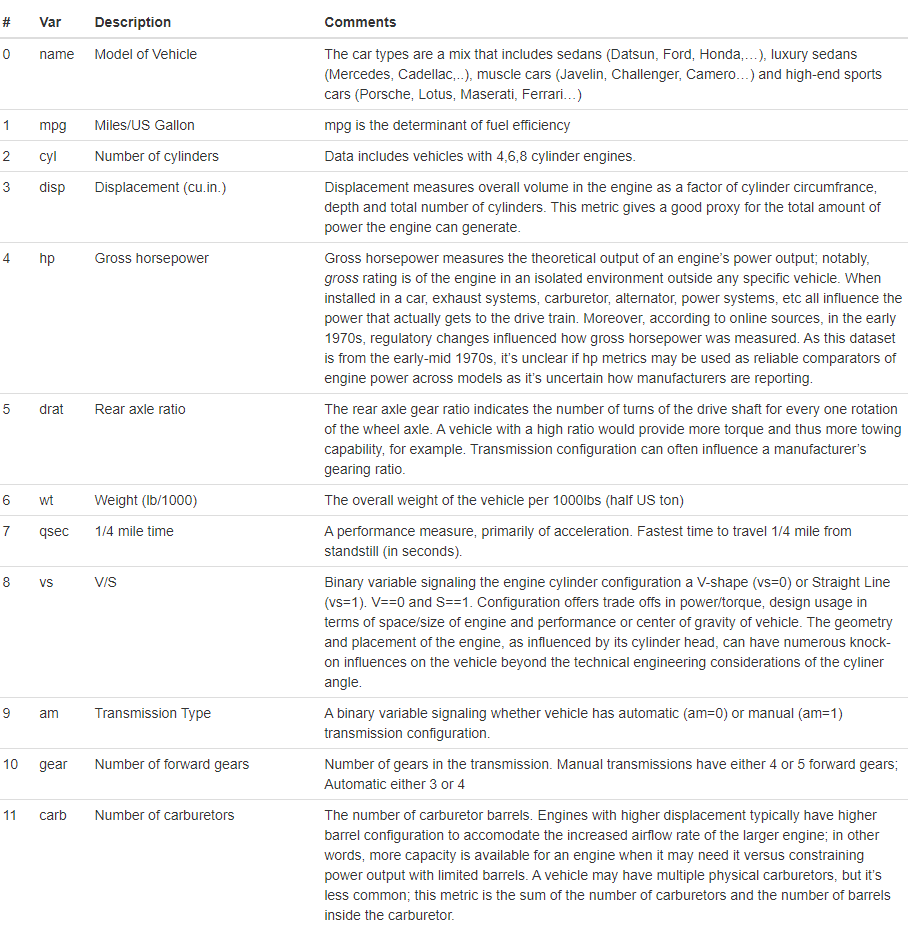 # Var Description Comments
0 name Model of Vehicle The car types are a mix that includes sedans (Datsun, Ford, Honda,…), luxury sedans
(Mercedes, Cadellac,..), muscle cars (Javelin, Challenger, Camero…) and high-end sports
cars (Porsche, Lotus, Maserati, Ferrari…)
1 mpg Miles/US Gallon mpg is the determinant of fuel efficiency
2 cyl Number of cylinders Data includes vehicles with 4,6,8 cylinder engines.
3 disp Displacement (cu.in.) Displacement measures overall volume in the engine as a factor of cylinder circumfrance,
depth and total number of cylinders. This metric gives a good proxy for the total amount of
power the engine can generate.
4 hp Gross horsepower Gross horsepower measures the theoretical output of an engine's power output; notably,
gross rating is of the engine in an isolated environment outside any specific vehicle. When
installed in a car, exhaust systems, carburetor, alternator, power systems, etc all influence the
power that actually gets to the drive train. Moreover, according to online sources, in the early
1970s, regulatory changes influenced how gross horsepower was measured. As this dataset
is from the early-mid 1970s, it's unclear if hp metrics may be used as reliable comparators of
engine power across models as it's uncertain how manufacturers are reporting.
5 drat Rear axle ratio The rear axle gear ratio indicates the number of turns of the drive shaft for every one rotation
of the wheel axle. A vehicle with a high ratio would provide more torque and thus more towing
capability, for example. Transmission configuration can often influence a manufacturer's
gearing ratio.
6 wt Weight (lb/1000) The overall weight of the vehicle per 1000lbs (half US ton)
7 qsec 1/4 mile time A performance measure, primarily of acceleration. Fastest time to travel 1/4 mile from
standstill (in seconds).
8 vs V/S Binary variable signaling the engine cylinder configuration a V-shape (vs=0) or Straight Line
(vs=1). V==0 and S==1. Configuration offers trade offs in power/torque, design usage in
terms of space/size of engine and performance or center of gravity of vehicle. The geometry
and placement of the engine, as influenced by its cylinder head, can have numerous knock-
on influences on the vehicle beyond the technical engineering considerations of the cyliner
angle.
9 am Transmission Type A binary variable signaling whether vehicle has automatic (am=0) or manual (am=1)
transmission configuration.
10 gear Number of forward gears Number of gears in the transmission. Manual transmissions have either 4 or 5 forward gears;
Automatic either 3 or 4
11 carb Number of carburetors The number of carburetor barrels. Engines with higher displacement typically have higher
barrel configuration to accomodate the increased airflow rate of the larger engine; in other
words, more capacity is available for an engine when it may need it versus constraining
power output with limited barrels. A vehicle may have multiple physical carburetors, but it's
less common; this metric is the sum of the number of carburetors and the number of barrels
inside the carburetor.